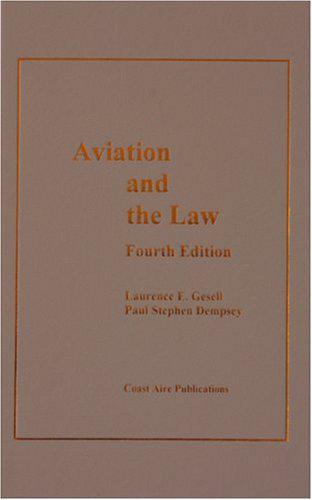 Aviation
and
the Law
Fourth Edition
Laurence E. Gesell
Paul Stephen Dempsey
Coast Aire Publications